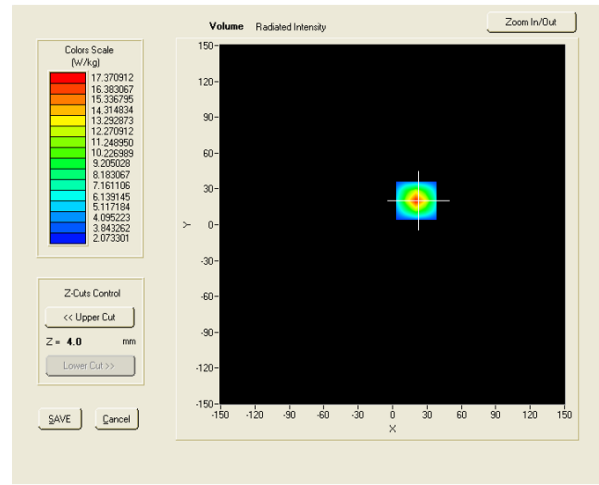 Volume Radiated Intensity
Zoom In/Out
Colors Scale
(W/kg)
17.370912
16.383067
15.336795
14.314834
13.292873
12.270912
11.248950
10.226989
9.205028
8.183067
7.161106
6.139145
5.117184
4.095223
3.843262
2.073301
Z-Cuts Control
<< Upper Cut
Z = 4.0 mm
Lower Cut >>
SAVE Cancel
150
120
90
60
30
0
-30
-60
-90
-120
-150
Y
-150 -120 -90 -60 -30 0 30 60 90 120 150
X